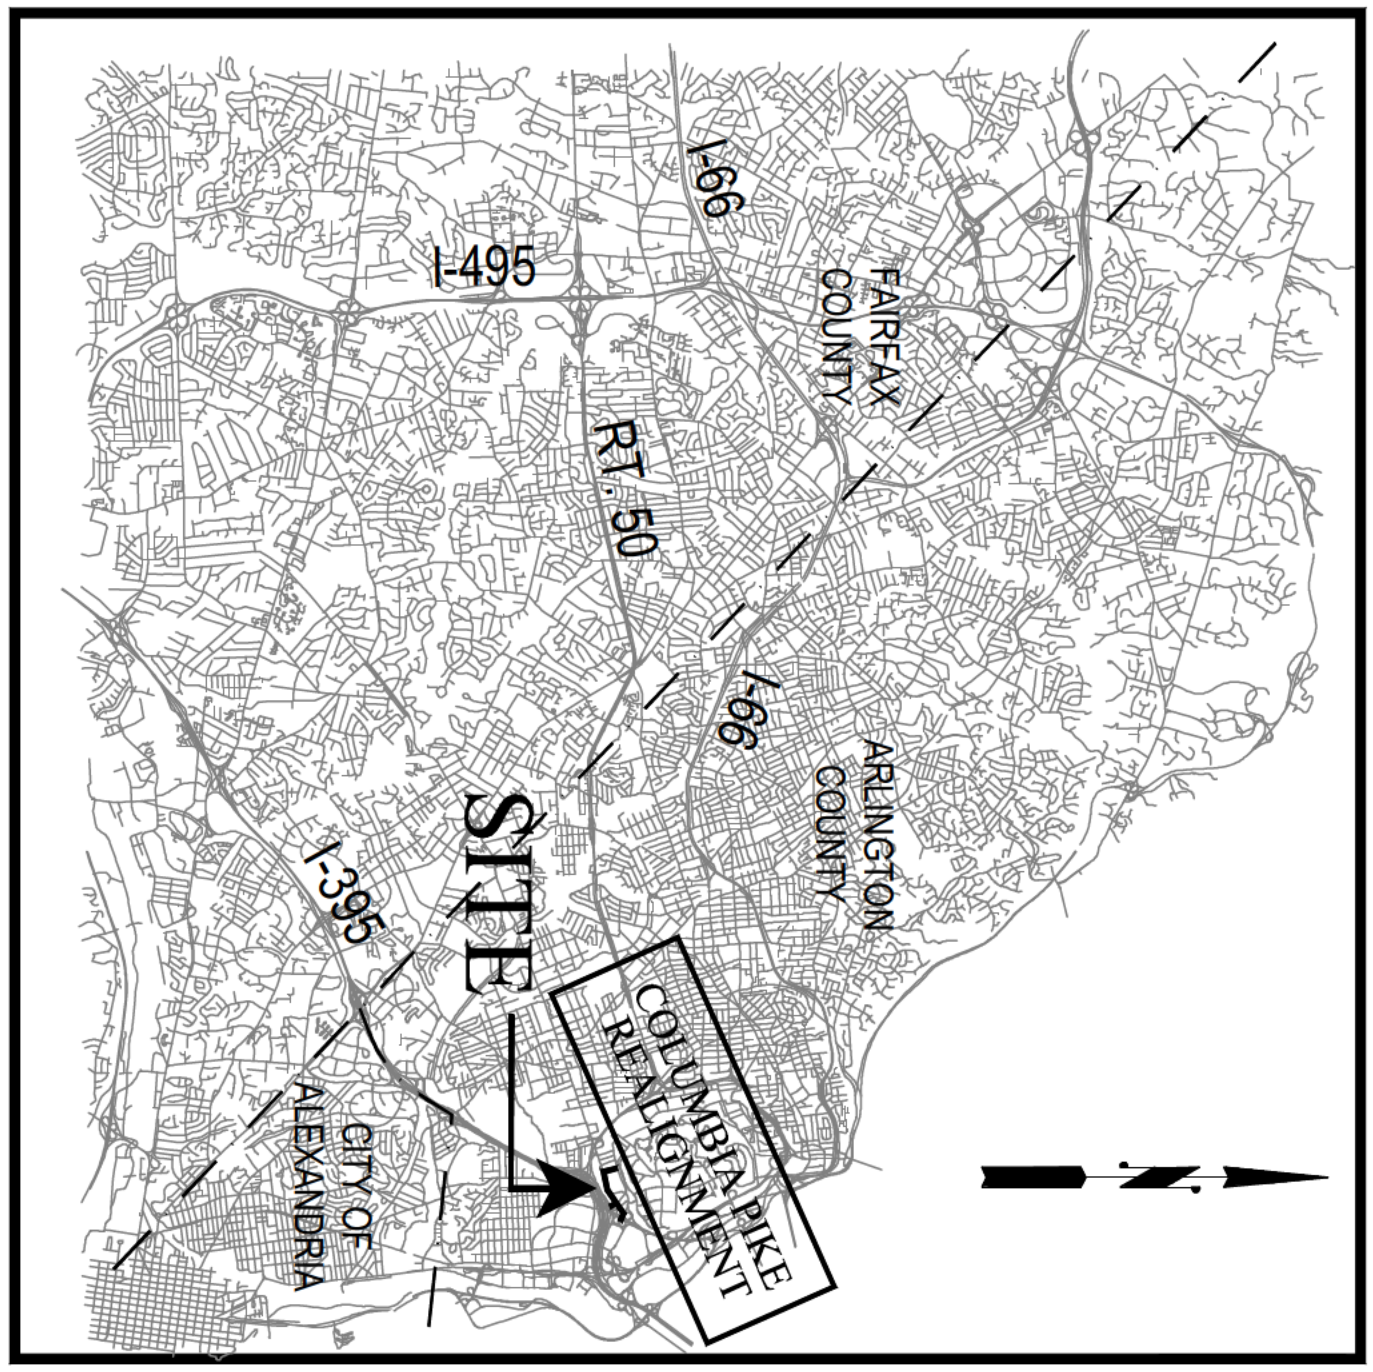 I-66
I-495
FAIRFAX
COUNTY
RT. 50
I-66
ARLINGTON
COUNTY
SITE
I-395
COLUMBIA PIKE
REALIGNMENT
CITY OF
ALEXANDRIA
N